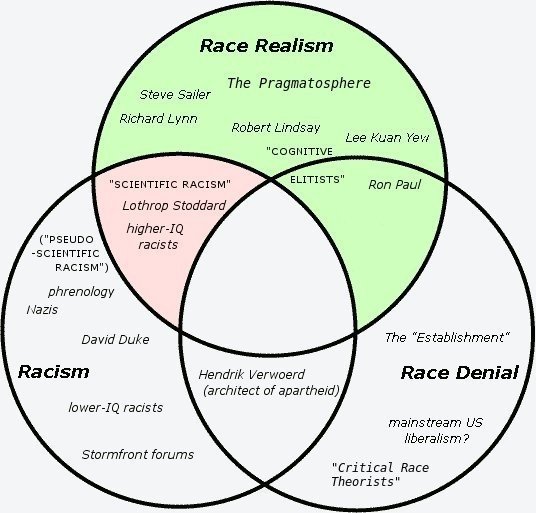 Race Realism
The Pragmatosphere
Steve Sailer
Richard Lynn
Robert Lindsay
Lee Kuan Yew
"COGNITIVE
ELITISTS"
Ron Paul
"SCIENTIFIC RACISM"
Lothrop Stoddard
higher-IQ
racists
("PSEUDO
-SCIENTIFIC
RACISM")
phrenology
Nazis
David Duke
The "Establishment"
Racism
Hendrik Verwoerd
(architect of apartheid)
Race Denial
lower-IQ racists
mainstream US
liberalism?
Stormfront forums
"Critical Race
Theorists"